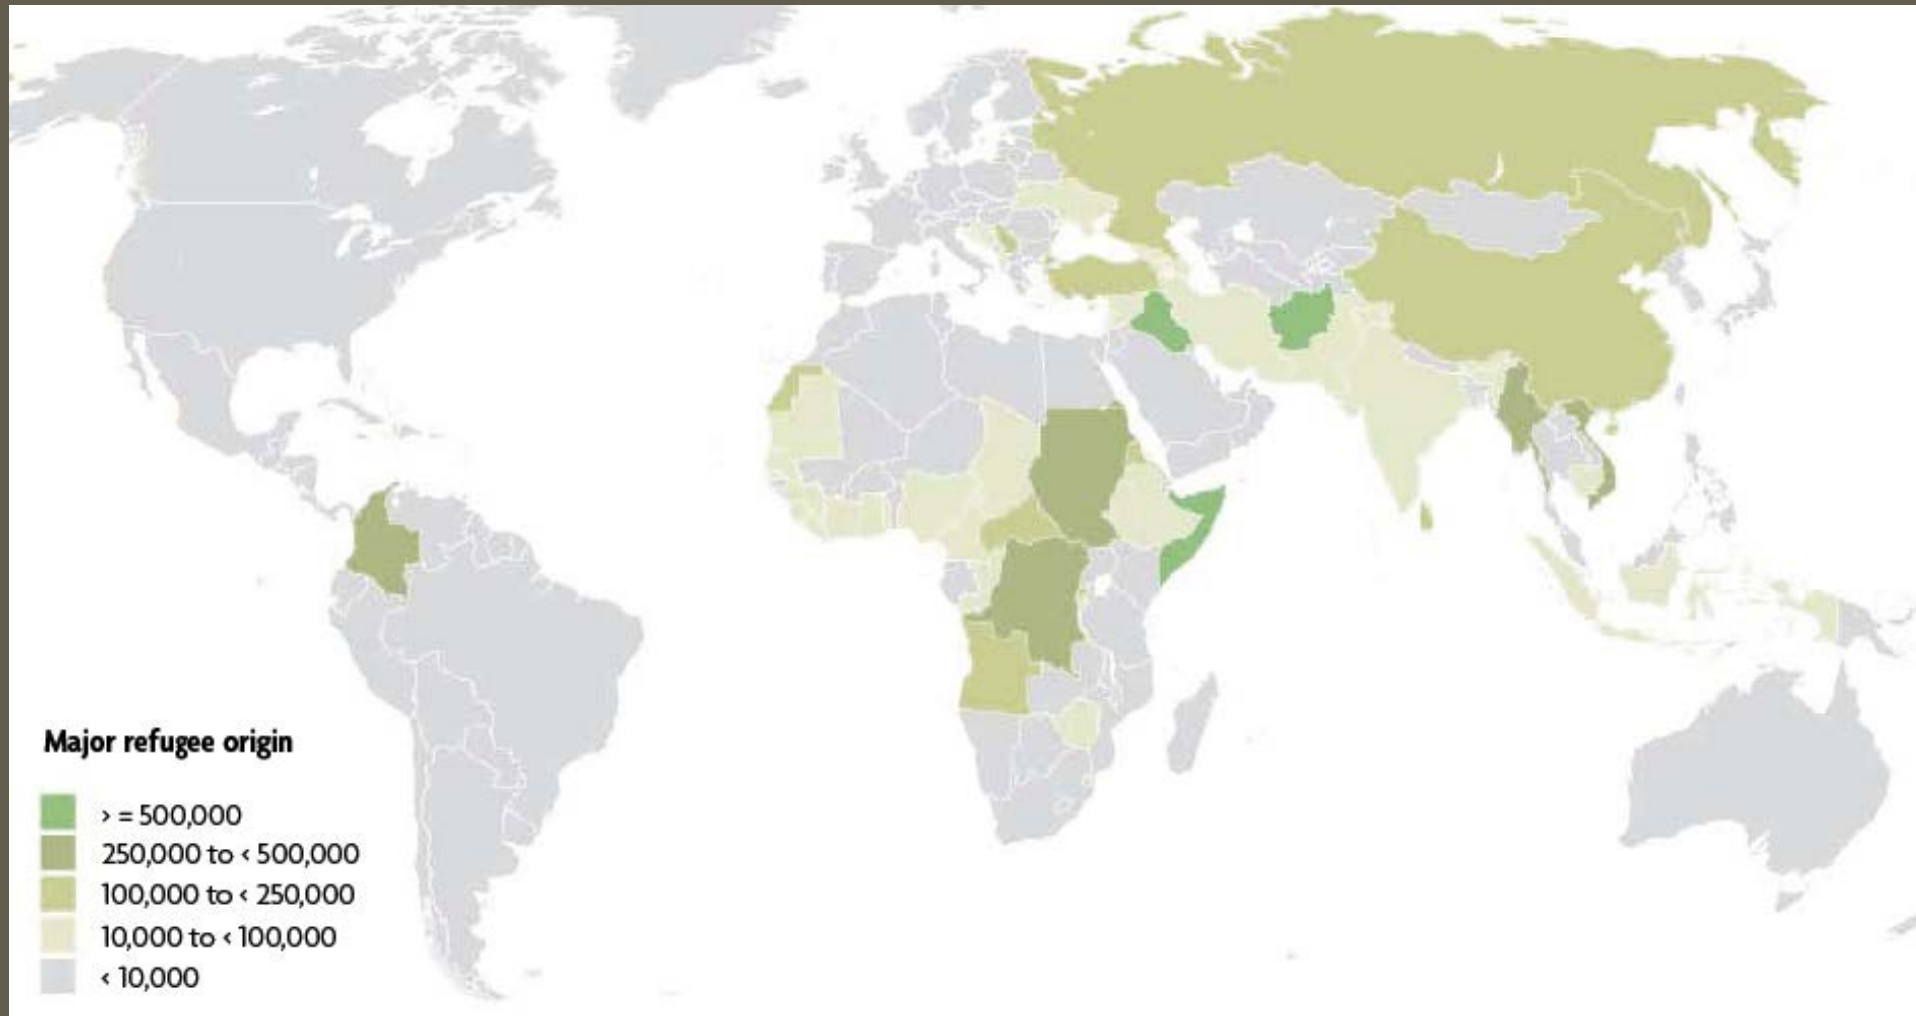 Major refugee origin
> = 500,000
250,000 to < 500,000
100,000 to < 250,000
10,000 to < 100,000
< 10,000